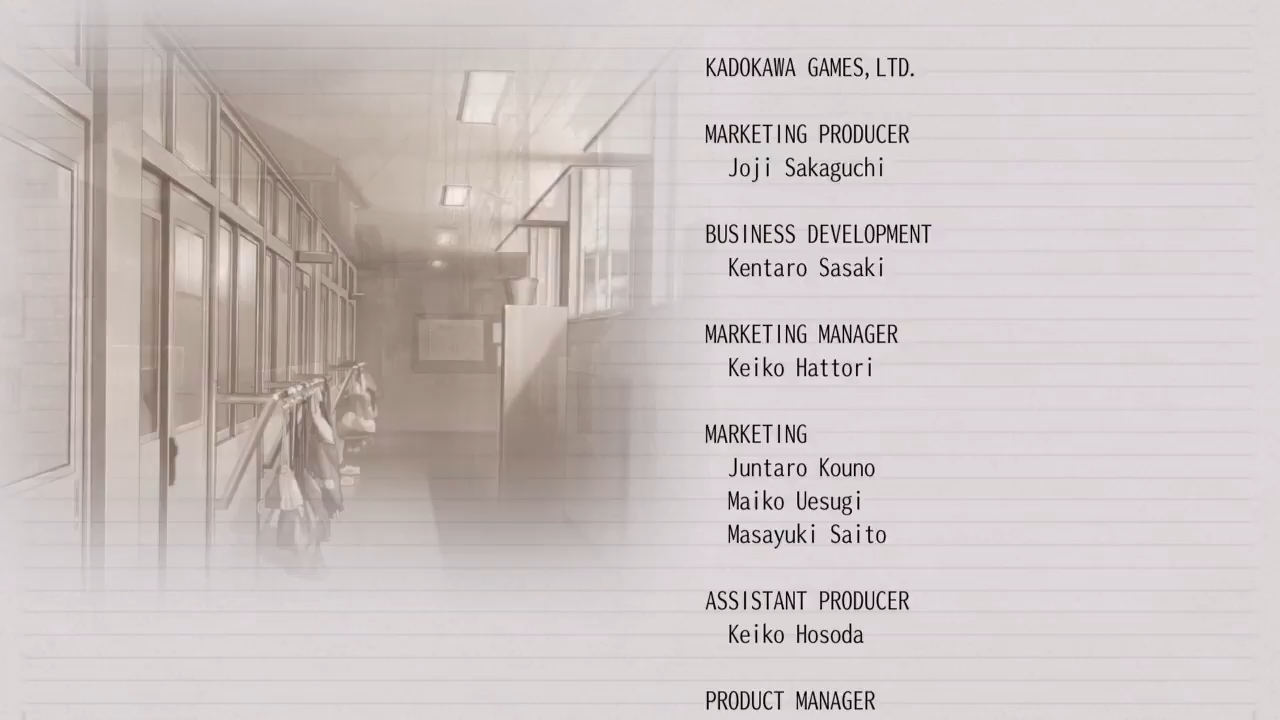 KADOKAWA GAMES,LTD.
MARKETING PRODUCER
Joji Sakaguchi
BUSINESS DEVELOPMENT
Kentaro Sasaki
MARKETING MANAGER
Keiko Hattori
MARKETING
Juntaro Kouno
Maiko Uesugi
Masayuki Saito
ASSISTANT PRODUCER
Keiko Hosoda
PRODUCT MANAGER